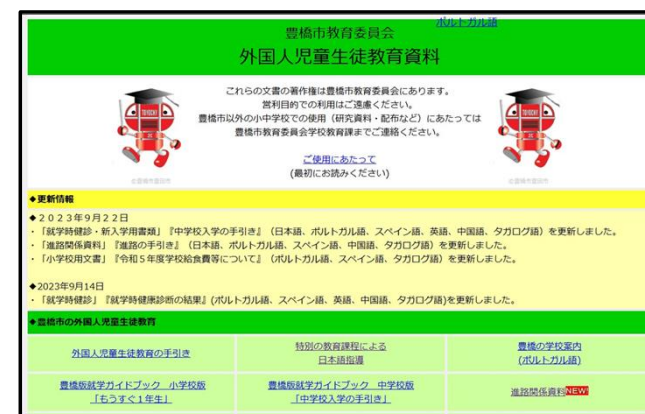 ポルトガル語
豊橋市教育委員会
外国人児童生徒教育資料
これらの文書の著作権は豊橋市教育委員会にあります。
営利目的での利用はご遠慮ください。
豊橋市以外の小中学校での使用（研究資料・配布など）にあたっては
豊橋市教育委員会学校教育課までご連絡ください。
ご使用にあたって
(最初にお読みください)
◆更新情報
◆２０２３年９月２２日
・「就学時健診・新入学用書類」『中学校入学の手引き』（日本語、ポルトガル語、スペイン語、英語、中国語、タガログ語）を更新しました。
・「進路関係資料」『進路の手引き』（日本語、ポルトガル語、スペイン語、中国語、タガログ語）を更新しました。
・「小学校用文書」『令和５年度学校給食費等について』（ポルトガル語、スペイン語、タガログ語）を更新しました。
◆2023年9月14日
・「就学時健診」『就学時健康診断の結果』(ポルトガル語、スペイン語、英語、中国語、タガログ語)を更新しました。
◆豊橋市の外国人児童生徒教育
外国人児童生徒教育の手引き
特別の教育課程による
日本語指導
豊橋の学校案内
(ポルトガル語)
豊橋版就学ガイドブック　小学校版
「もうすぐ１年生」
豊橋版就学ガイドブック　中学校版
「中学校入学の手引き」
進路関係資料NEW!